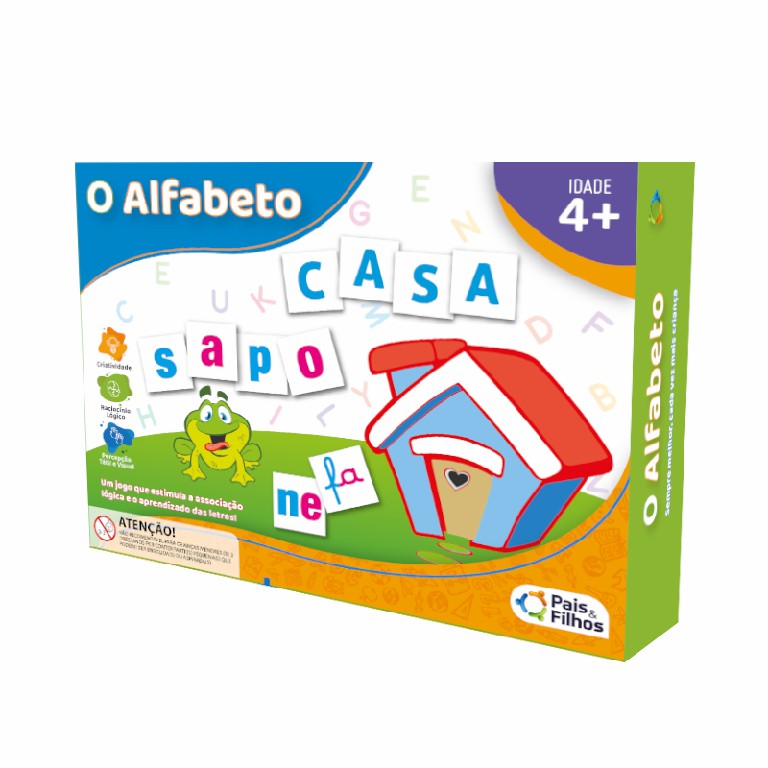 O Alfabeto
IDADE
4+
CASA
sapo
Criatividade
Raciocínio
Lógico
Percepção
Tátil e Visual
ne
fa
Um jogo que estimula a associação
lógica e o aprendizado das letras!
ATENÇÃO!
Pais&
Filhos
O Alfabeto
Sempre melhor, cada vez mais criança